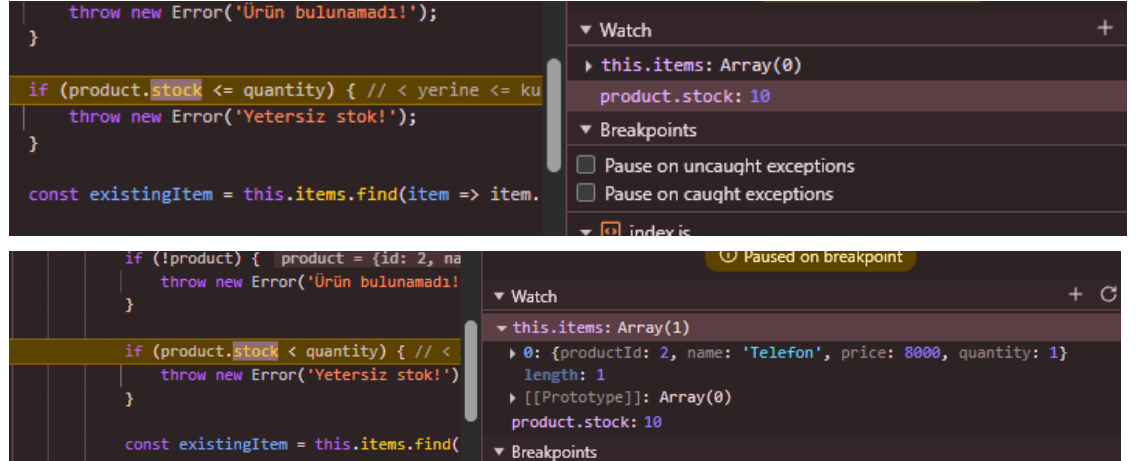 throw new Error('Ürün bulunamadı!');
}
if (product.stock <= quantity) { // < yerine <= ku
throw new Error('Yetersiz stok!');
}
const existingItem = this.items.find(item => item.
Watch
this.items: Array(0)
product.stock: 10
Breakpoints
Pause on uncaught exceptions
Pause on caught exceptions
index.js
if (!product) { product = {id: 2, na
throw new Error('Ürün bulunamadı!
}
if (product.stock < quantity) { // <
throw new Error('Yetersiz stok!')
}
const existingItem = this.items.find(
Paused on breakpoint
Watch
this.items: Array(1)
0: {productId: 2, name: 'Telefon', price: 8000, quantity: 1}
length: 1
[[Prototype]]: Array(0)
product.stock: 10
Breakpoints